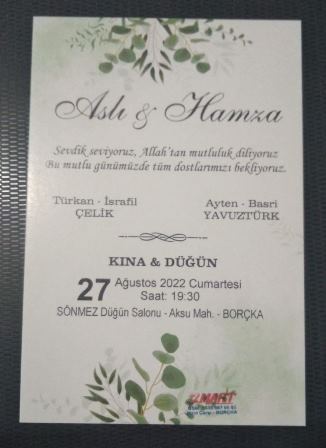 Aslı & Hamza
Sevdik seviyoruz, Allah'tan mutluluk diliyoruz
Bu mutlu günümüzde tüm dostlarımızı bekliyoruz.
Türkan - İsrafil
ÇELİK
Ayten - Basri
YAVUZTÜRK
KINA & DÜĞÜN
27 Ağustos 2022 Cumartesi
Saat: 19:30
SÖNMEZ Düğün Salonu - Aksu Mah. - BORÇKA